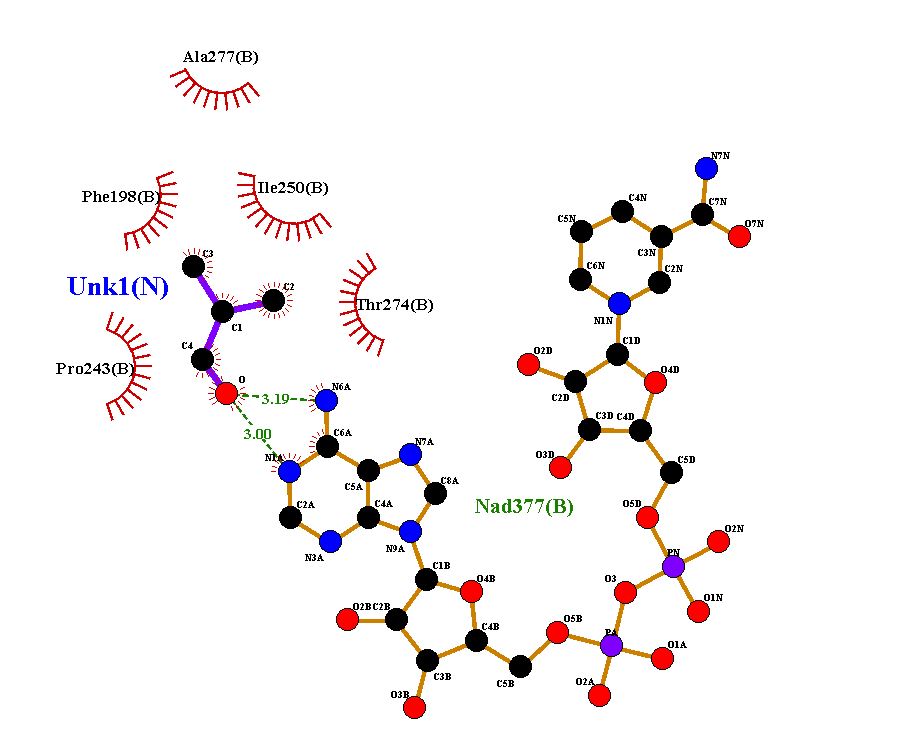 Ala277(B)
N7N
Phe198(B)
Ile250(B)
C4N
C7N
C5N
O7N
C3N
C3
C6N
C2N
Unk1(N)
C2
Thr274(B)
N1N
C1
C4
C1D
O2D
Pro243(B)
O4D
O
N6A
C2D
3.19
3.00
C3D
C4D
C6A
N7A
O3D
N1A
C5D
C5A
C8A
Nad377(B)
O5D
C2A
C4A
O2N
N3A
N9A
PN
C1B
O3
O4B
O1N
O2B
C2B
O5B
C4B
PA
O1A
C3B
C5B
O2A
O3B